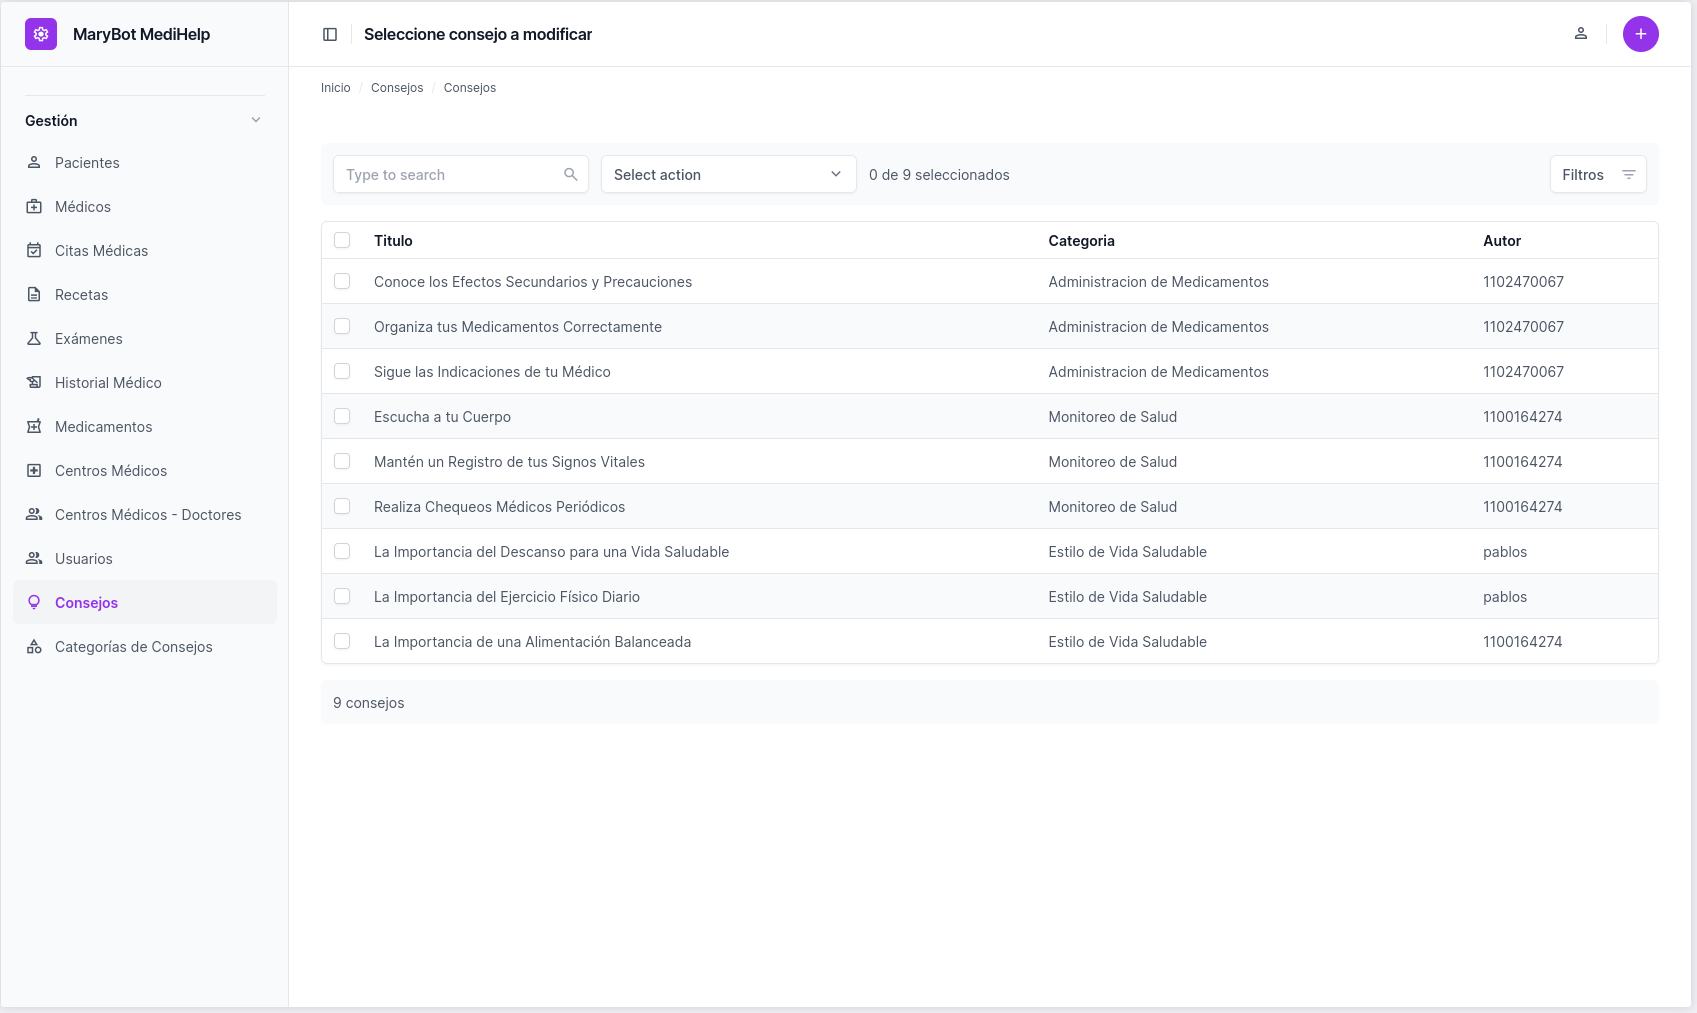 MaryBot MediHelp
Seleccione consejo a modificar
Inicio / Consejos / Consejos
Gestión
Pacientes
Médicos
Citas Médicas
Recetas
Exámenes
Historial Médico
Medicamentos
Centros Médicos
Centros Médicos - Doctores
Usuarios
Consejos
Categorías de Consejos
Type to search
Select action
0 de 9 seleccionados
Filtros
Titulo Categoria Autor
Conoce los Efectos Secundarios y Precauciones Administracion de Medicamentos 1102470067
Organiza tus Medicamentos Correctamente Administracion de Medicamentos 1102470067
Sigue las Indicaciones de tu Médico Administracion de Medicamentos 1102470067
Escucha a tu Cuerpo Monitoreo de Salud 1100164274
Mantén un Registro de tus Signos Vitales Monitoreo de Salud 1100164274
Realiza Chequeos Médicos Periódicos Monitoreo de Salud 1100164274
La Importancia del Descanso para una Vida Saludable Estilo de Vida Saludable pablos
La Importancia del Ejercicio Físico Diario Estilo de Vida Saludable pablos
La Importancia de una Alimentación Balanceada Estilo de Vida Saludable 1100164274
9 consejos